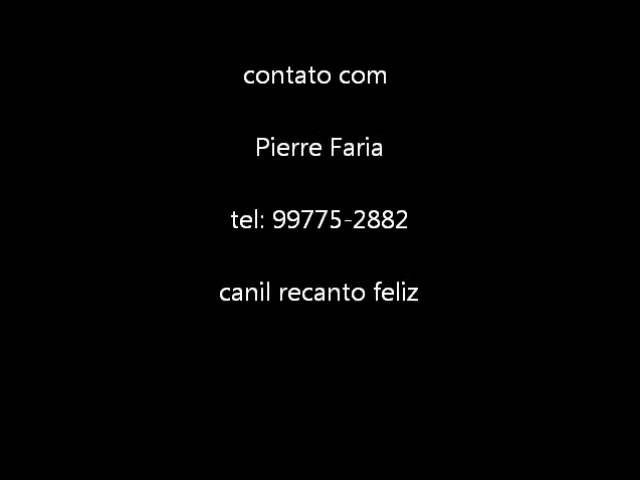 contato com
Pierre Faria
tel: 99775-2882
canil recanto feliz